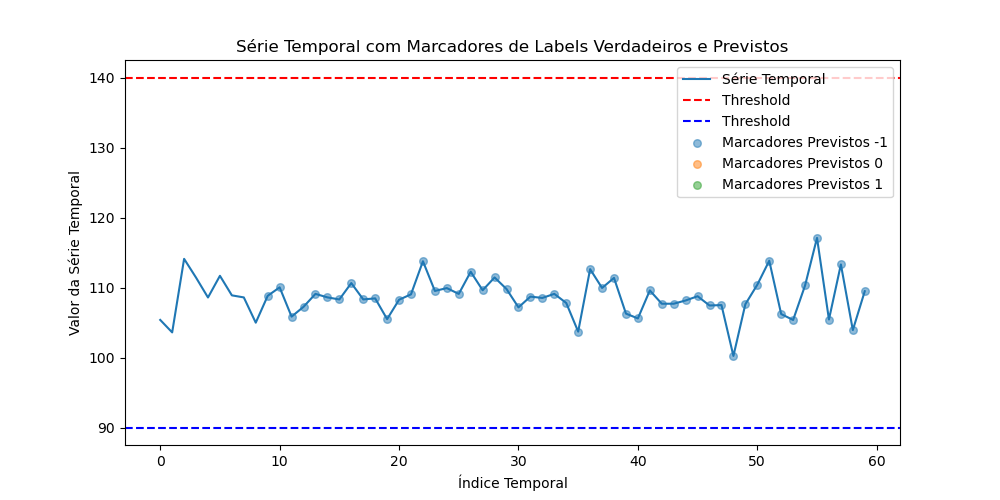 Série Temporal com Marcadores de Labels Verdadeiros e Previstos
140
130
120
110
100
90
Valor da Série Temporal
Série Temporal
Threshold
Threshold
Marcadores Previstos -1
Marcadores Previstos 0
Marcadores Previstos 1
0
10
20
30
40
50
60
Índice Temporal